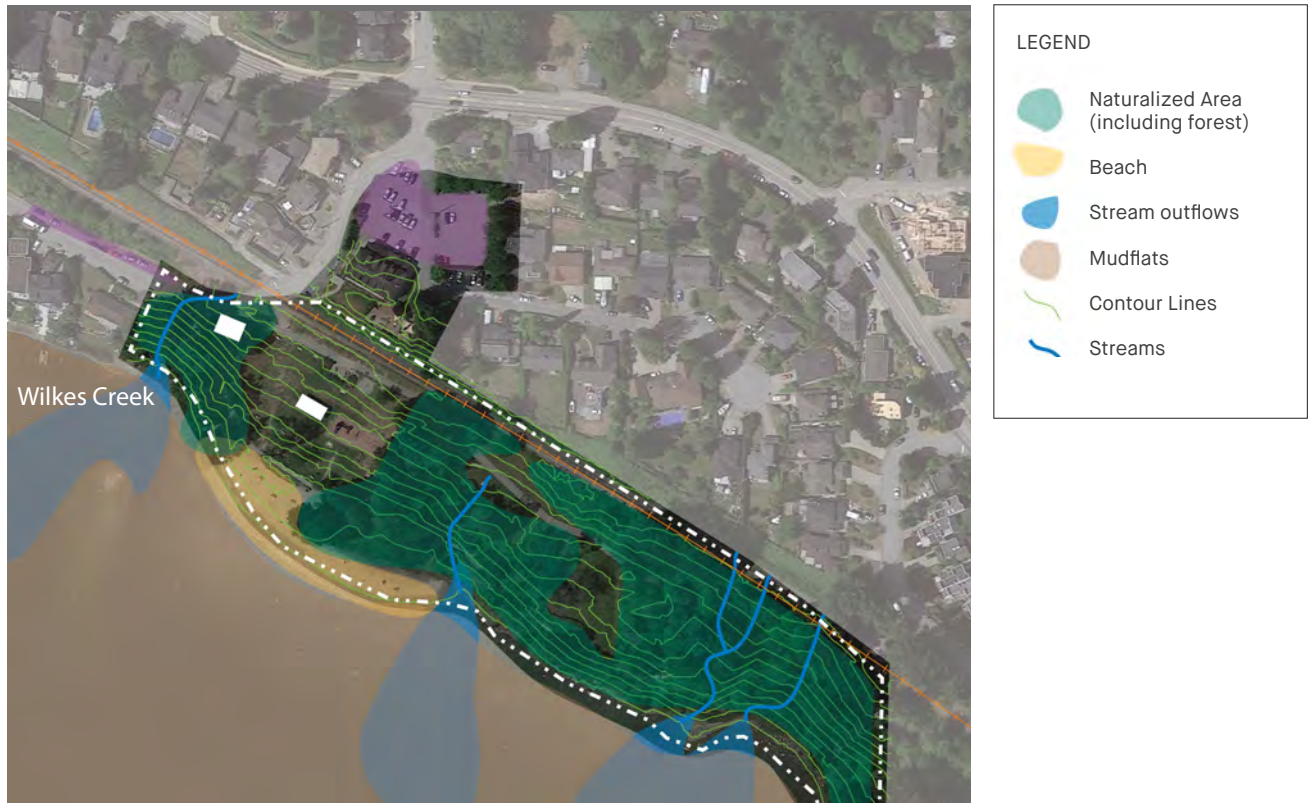 Wilkes Creek
LEGEND
Naturalized Area
(including forest)
Beach
Stream outflows
Mudflats
Contour Lines
Streams